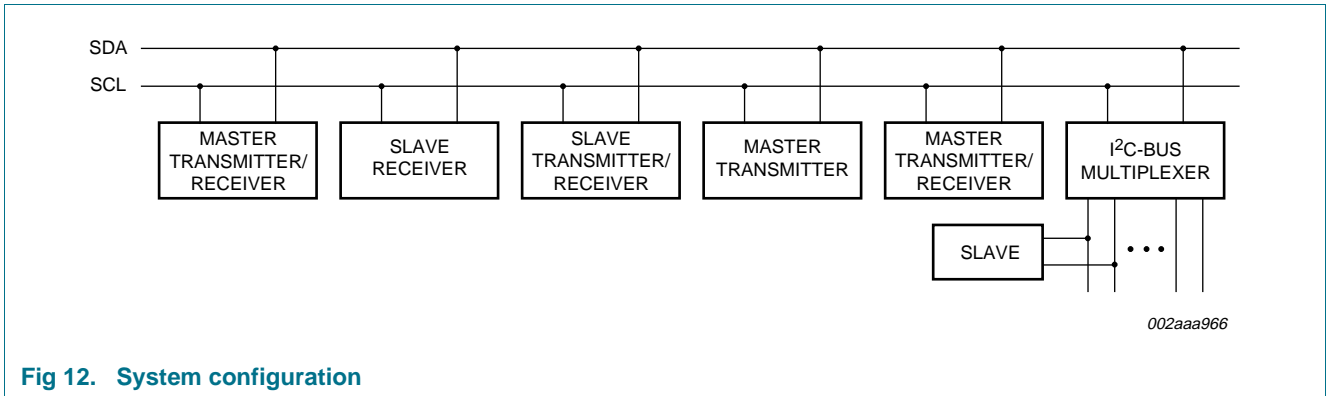 SDA
SCL
MASTER
TRANSMITTER/
RECEIVER
SLAVE
RECEIVER
SLAVE
TRANSMITTER/
RECEIVER
MASTER
TRANSMITTER
MASTER
TRANSMITTER/
RECEIVER
I²C-BUS
MULTIPLEXER
SLAVE
002aaa966
Fig 12. System configuration